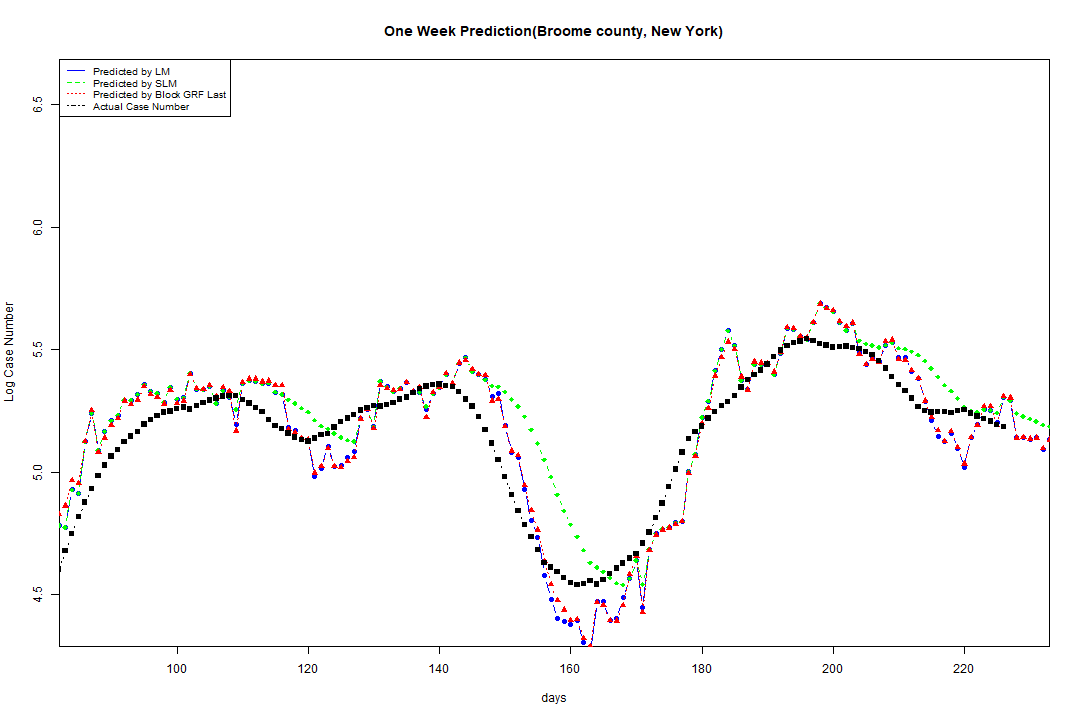 One Week Prediction(Broome county, New York)
Predicted by LM
Predicted by SLM
Predicted by Block GRF Last
Actual Case Number
6.5
6.0
5.5
5.0
4.5
Log Case Number
100 120 140 160 180 200 220
days